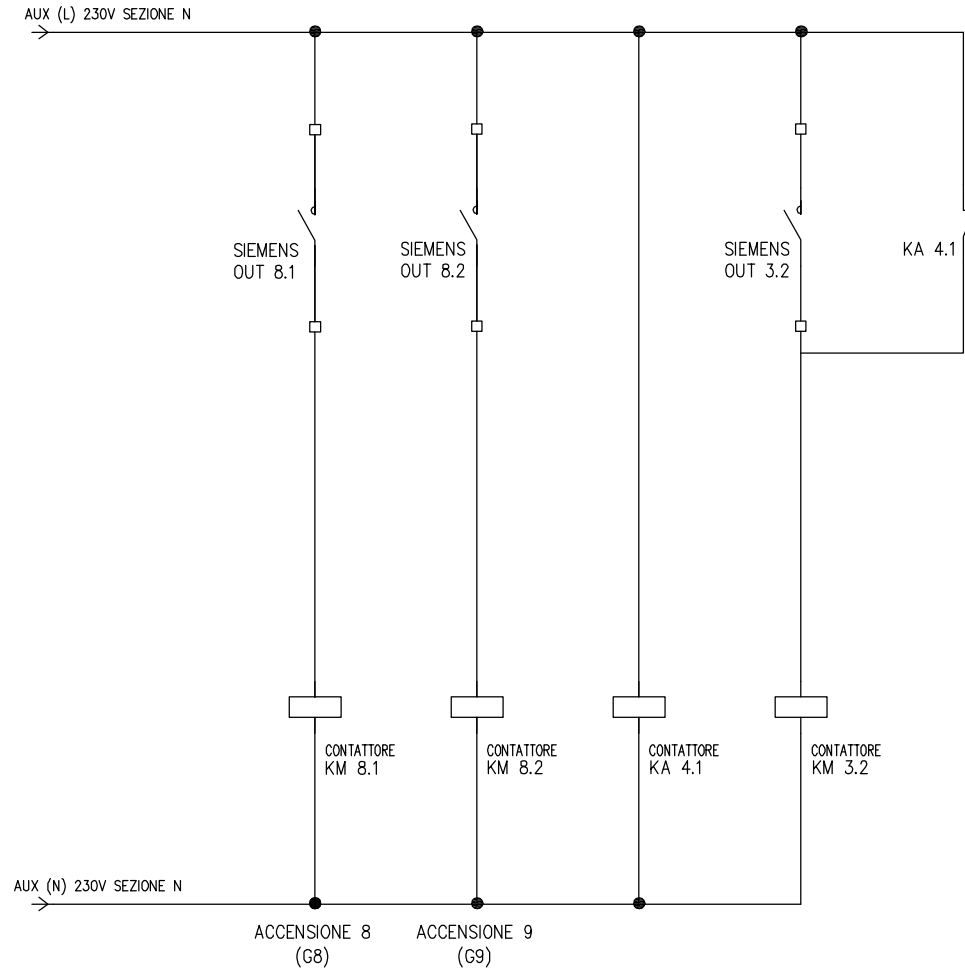 AUX (L) 230V SEZIONE N
SIEMENS
OUT 8.1
SIEMENS
OUT 8.2
SIEMENS
OUT 3.2
KA 4.1
CONTATTORE
KM 8.1
CONTATTORE
KM 8.2
CONTATTORE
KA 4.1
CONTATTORE
KM 3.2
AUX (N) 230V SEZIONE N
ACCENSIONE 8
(G8)
ACCENSIONE 9
(G9)